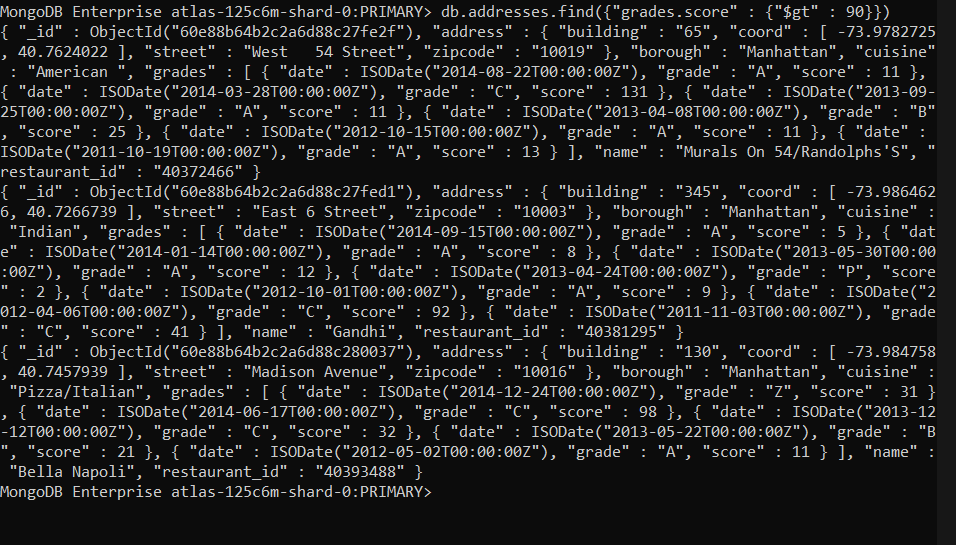 MongoDB Enterprise atlas-125c6m-shard-0:PRIMARY> db.addresses.find({"grades.score" : {"$gt" : 90}})
{ "_id" : ObjectId("60e88b64b2c2a6d88c27fe2f"), "address" : { "building" : "65", "coord" : [ -73.9782725
, 40.7624022 ], "street" : "West   54 Street", "zipcode" : "10019" }, "borough" : "Manhattan", "cuisine"
 : "American ", "grades" : [ { "date" : ISODate("2014-08-22T00:00:00Z"), "grade" : "A", "score" : 11 },
{ "date" : ISODate("2014-03-28T00:00:00Z"), "grade" : "C", "score" : 131 }, { "date" : ISODate("2013-09-
25T00:00:00Z"), "grade" : "A", "score" : 11 }, { "date" : ISODate("2013-04-08T00:00:00Z"), "grade" : "B"
, "score" : 25 }, { "date" : ISODate("2012-10-15T00:00:00Z"), "grade" : "A", "score" : 11 }, { "date" :
ISODate("2011-10-19T00:00:00Z"), "grade" : "A", "score" : 13 } ], "name" : "Murals On 54/Randolphs'S", "
restaurant_id" : "40372466" }
{ "_id" : ObjectId("60e88b64b2c2a6d88c27fed1"), "address" : { "building" : "345", "coord" : [ -73.986462
6, 40.7266739 ], "street" : "East 6 Street", "zipcode" : "10003" }, "borough" : "Manhattan", "cuisine" :
 "Indian", "grades" : [ { "date" : ISODate("2014-09-15T00:00:00Z"), "grade" : "A", "score" : 5 }, { "dat
e" : ISODate("2014-01-14T00:00:00Z"), "grade" : "A", "score" : 8 }, { "date" : ISODate("2013-05-30T00:00
:00Z"), "grade" : "A", "score" : 12 }, { "date" : ISODate("2013-04-24T00:00:00Z"), "grade" : "P", "score
" : 2 }, { "date" : ISODate("2012-10-01T00:00:00Z"), "grade" : "A", "score" : 9 }, { "date" : ISODate("2
012-04-06T00:00:00Z"), "grade" : "C", "score" : 92 }, { "date" : ISODate("2011-11-03T00:00:00Z"), "grade
" : "C", "score" : 41 } ], "name" : "Gandhi", "restaurant_id" : "40381295" }
{ "_id" : ObjectId("60e88b64b2c2a6d88c280037"), "address" : { "building" : "130", "coord" : [ -73.984758
, 40.7457939 ], "street" : "Madison Avenue", "zipcode" : "10016" }, "borough" : "Manhattan", "cuisine" :
 "Pizza/Italian", "grades" : [ { "date" : ISODate("2014-12-24T00:00:00Z"), "grade" : "Z", "score" : 31 }
, { "date" : ISODate("2014-06-17T00:00:00Z"), "grade" : "C", "score" : 98 }, { "date" : ISODate("2013-12
-12T00:00:00Z"), "grade" : "C", "score" : 32 }, { "date" : ISODate("2013-05-22T00:00:00Z"), "grade" : "B
", "score" : 21 }, { "date" : ISODate("2012-05-02T00:00:00Z"), "grade" : "A", "score" : 11 } ], "name" :
 "Bella Napoli", "restaurant_id" : "40393488" }
MongoDB Enterprise atlas-125c6m-shard-0:PRIMARY>